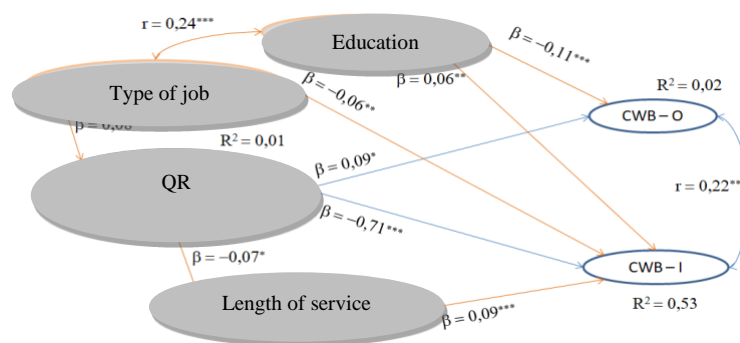 r = 0,24***
Education
β = –0,11***
β = –0,06**
β = 0,06**
Type of job
R² = 0,02
CWB – O
R² = 0,01
QR
β = 0,09*
r = 0,22**
β = –0,71***
β = –0,07*
CWB – I
Length of service
β = 0,09***
R² = 0,53